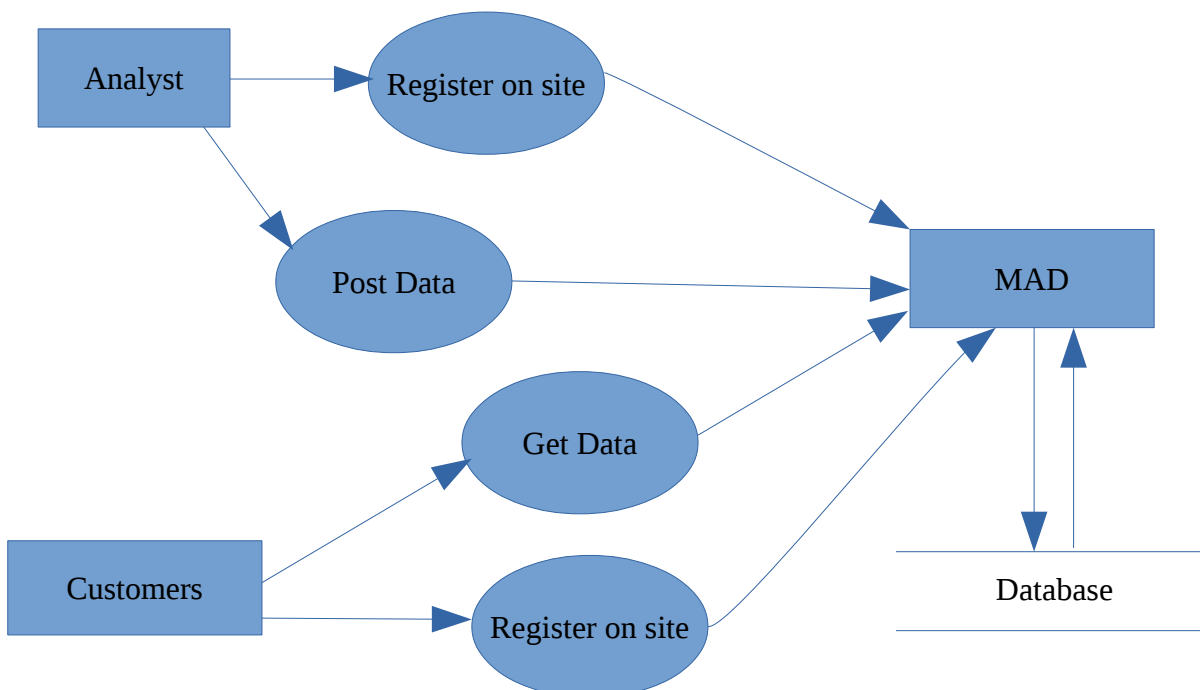 Analyst
Register on site
Post Data
MAD
Get Data
Customers
Database
Register on site